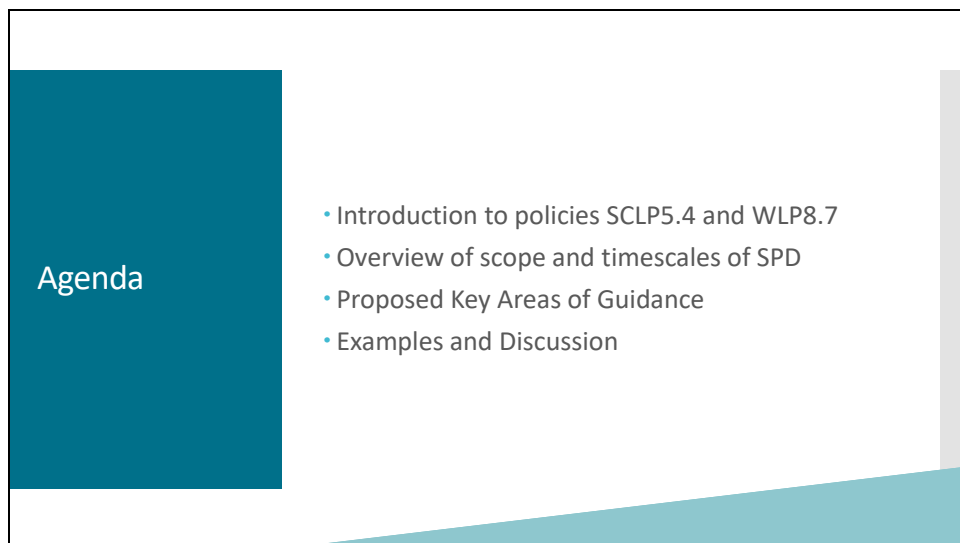 Agenda
• Introduction to policies SCLP5.4 and WLP8.7
• Overview of scope and timescales of SPD
• Proposed Key Areas of Guidance
• Examples and Discussion